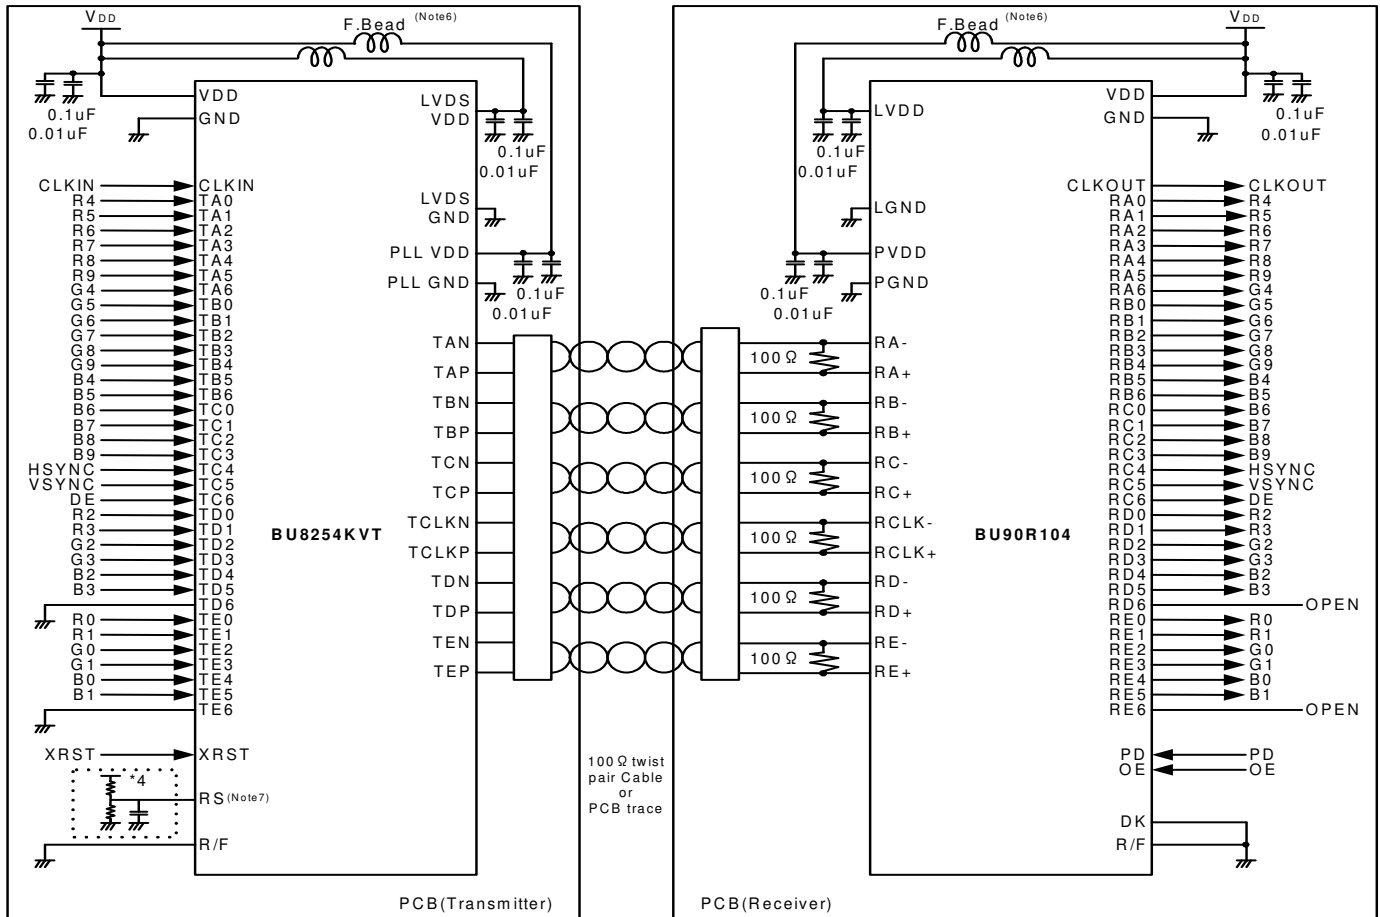 VDD
F.Bead (Note6)
VDD
GND
0.1uF
0.01uF
LVDS
VDD
0.1uF
0.01uF
LVDS
GND
PLL VDD
PLL GND
0.1uF
0.01uF
CLKIN CLKIN
R4 TA0
R5 TA1
R6 TA2
R7 TA3
R8 TA4
R9 TA5
G4 TA6
G5 TB0
G6 TB1
G7 TB2
G8 TB3
G9 TB4
B4 TB5
B5 TB6
B6 TC0
B7 TC1
B8 TC2
B9 TC3
HSYNC TC4
VSYNC TC5
DE TC6
R2 TD0
R3 TD1
G2 TD2
G3 TD3
B2 TD4
B3 TD5
TD6
R0 TE0
R1 TE1
G0 TE2
G1 TE3
B0 TE4
B1 TE5
TE6
XRST XRST
*4
RS (Note7)
R/F
BU8254KVT
TAN
TAP
TBN
TBP
TCN
TCP
TCLKN
TCLKP
TDN
TDP
TEN
TEP
PCB(Transmitter)
100Ω twist
pair Cable
or
PCB trace
F.Bead (Note6)
VDD
VDD
GND
0.1uF
0.01uF
LVDD
0.1uF
0.01uF
LGND
PVDD
PGND
0.1uF
0.01uF
100Ω
RA-
RA+
100Ω
RB-
RB+
100Ω
RC-
RC+
100Ω
RCLK-
RCLK+
100Ω
RD-
RD+
100Ω
RE-
RE+
BU90R104
CLKOUT CLKOUT
RA0 R4
RA1 R5
RA2 R6
RA3 R7
RA4 R8
RA5 R9
RA6 G4
RB0 G5
RB1 G6
RB2 G7
RB3 G8
RB4 G9
RB5 B4
RB6 B5
RC0 B6
RC1 B7
RC2 B8
RC3 B9
RC4 HSYNC
RC5 VSYNC
RC6 DE
RD0 R2
RD1 R3
RD2 G2
RD3 G3
RD4 B2
RD5 B3
RD6 OPEN
RE0 R0
RE1 R1
RE2 G0
RE3 G1
RE4 B0
RE5 B1
RE6 OPEN
PD PD
OE OE
DK
R/F
PCB(Receiver)